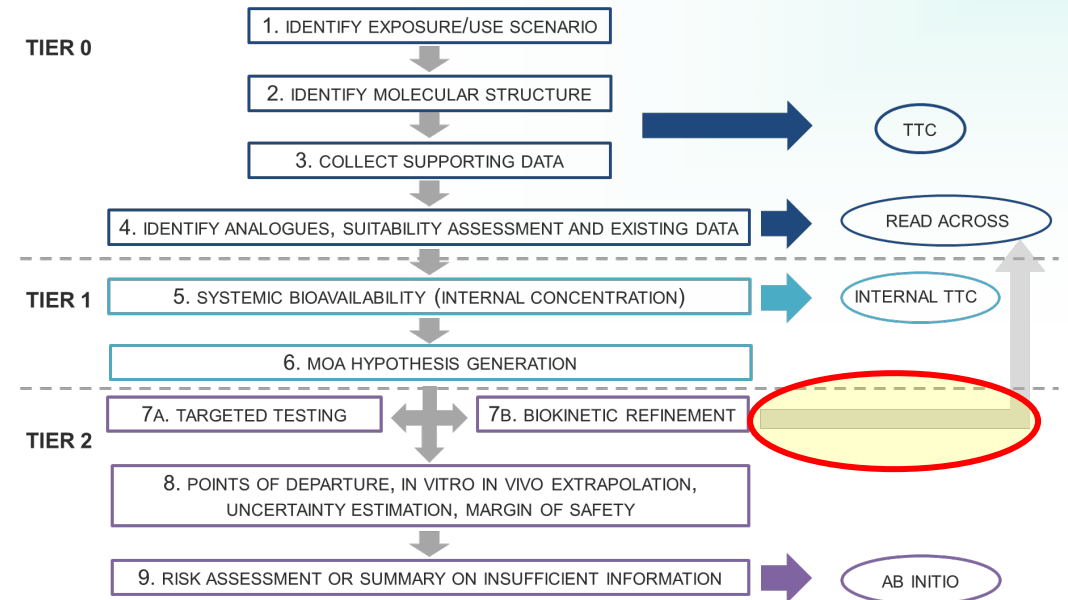 TIER 0
1. IDENTIFY EXPOSURE/USE SCENARIO
2. IDENTIFY MOLECULAR STRUCTURE
TTC
3. COLLECT SUPPORTING DATA
4. IDENTIFY ANALOGUES, SUITABILITY ASSESSMENT AND EXISTING DATA
READ ACROSS
TIER 1
5. SYSTEMIC BIOAVAILABILITY (INTERNAL CONCENTRATION)
INTERNAL TTC
6. MOA HYPOTHESIS GENERATION
TIER 2
7A. TARGETED TESTING
7B. BIOKINETIC REFINEMENT
8. POINTS OF DEPARTURE, IN VITRO IN VIVO EXTRAPOLATION,
UNCERTAINTY ESTIMATION, MARGIN OF SAFETY
9. RISK ASSESSMENT OR SUMMARY ON INSUFFICIENT INFORMATION
AB INITIO